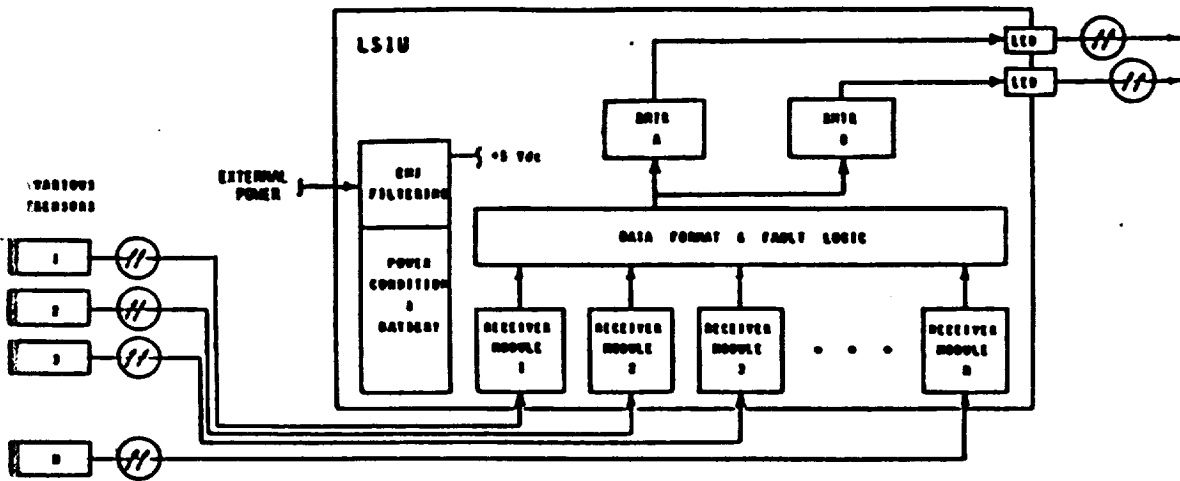 LSIU
LED
LED
A
EXTERNAL
POWER
EMI
FILTERING
+5 Vdc
VARIOUS
DATA FORMAT & FAULT LOGIC
POWER
CONDITION
&
BATTERY
1
2
3
N
RECEIVER
MODULE
1
RECEIVER
MODULE
2
RECEIVER
MODULE
3
• • •
RECEIVER
MODULE
N